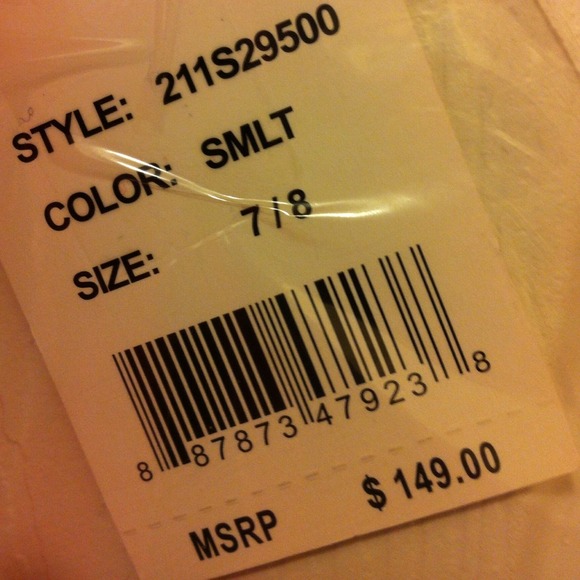 STYLE: 211S29500
COLOR: SMLT
SIZE: 7/8
8 87873 47923 8
MSRP $149.00